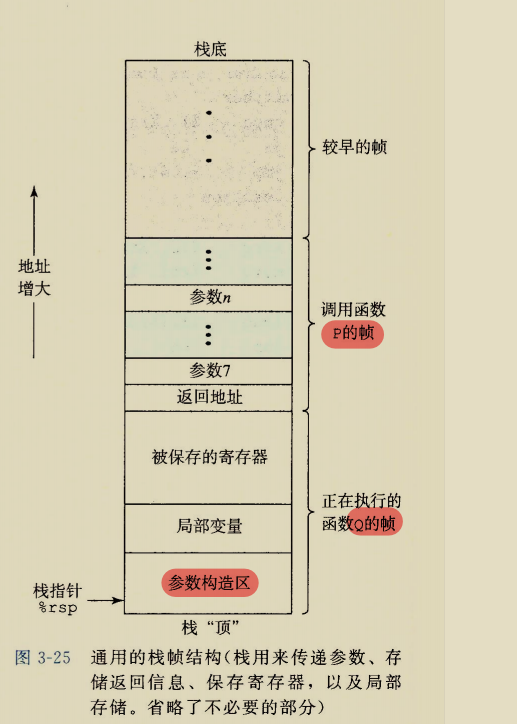 栈底
较早的帧
地址
增大
参数n
调用函数
P的帧
参数7
返回地址
被保存的寄存器
正在执行的
函数Q的帧
局部变量
参数构造区
栈指针
%rsp
栈“顶”
图 3-25 通用的栈帧结构(栈用来传递参数、存
储返回信息、保存寄存器，以及局部
存储。省略了不必要的部分)